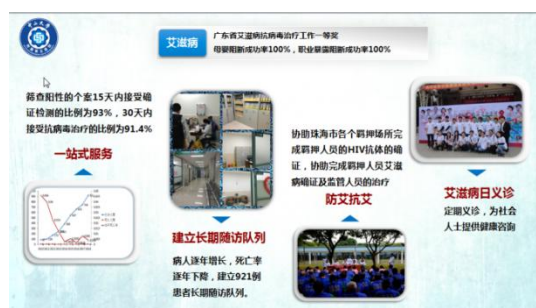 艾滋病
广东省艾滋病抗病毒治疗工作一等奖
母婴阻断成功率100%，职业暴露阻断成功率100%
筛查阳性的个案15天内接受确
证检测的比例为93%，30天内
接受抗病毒治疗的比例为91.4%
一站式服务
建立长期随访队列
病人逐年增长，死亡率
逐年下降，建立921例
患者长期随访队列。
协助珠海市各个羁押场所完
成羁押人员的HIV抗体的确
证，协助完成羁押人员艾滋
病确证及监管人员的治疗
防艾抗艾
艾滋病日义诊
定期义诊，为社会
人士提供健康咨询